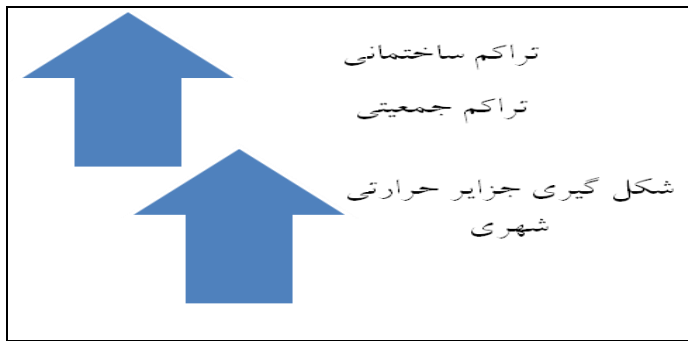 تراکم ساختمانی
تراکم جمعیتی
شکل گیری جزایر حرارتی
شهری